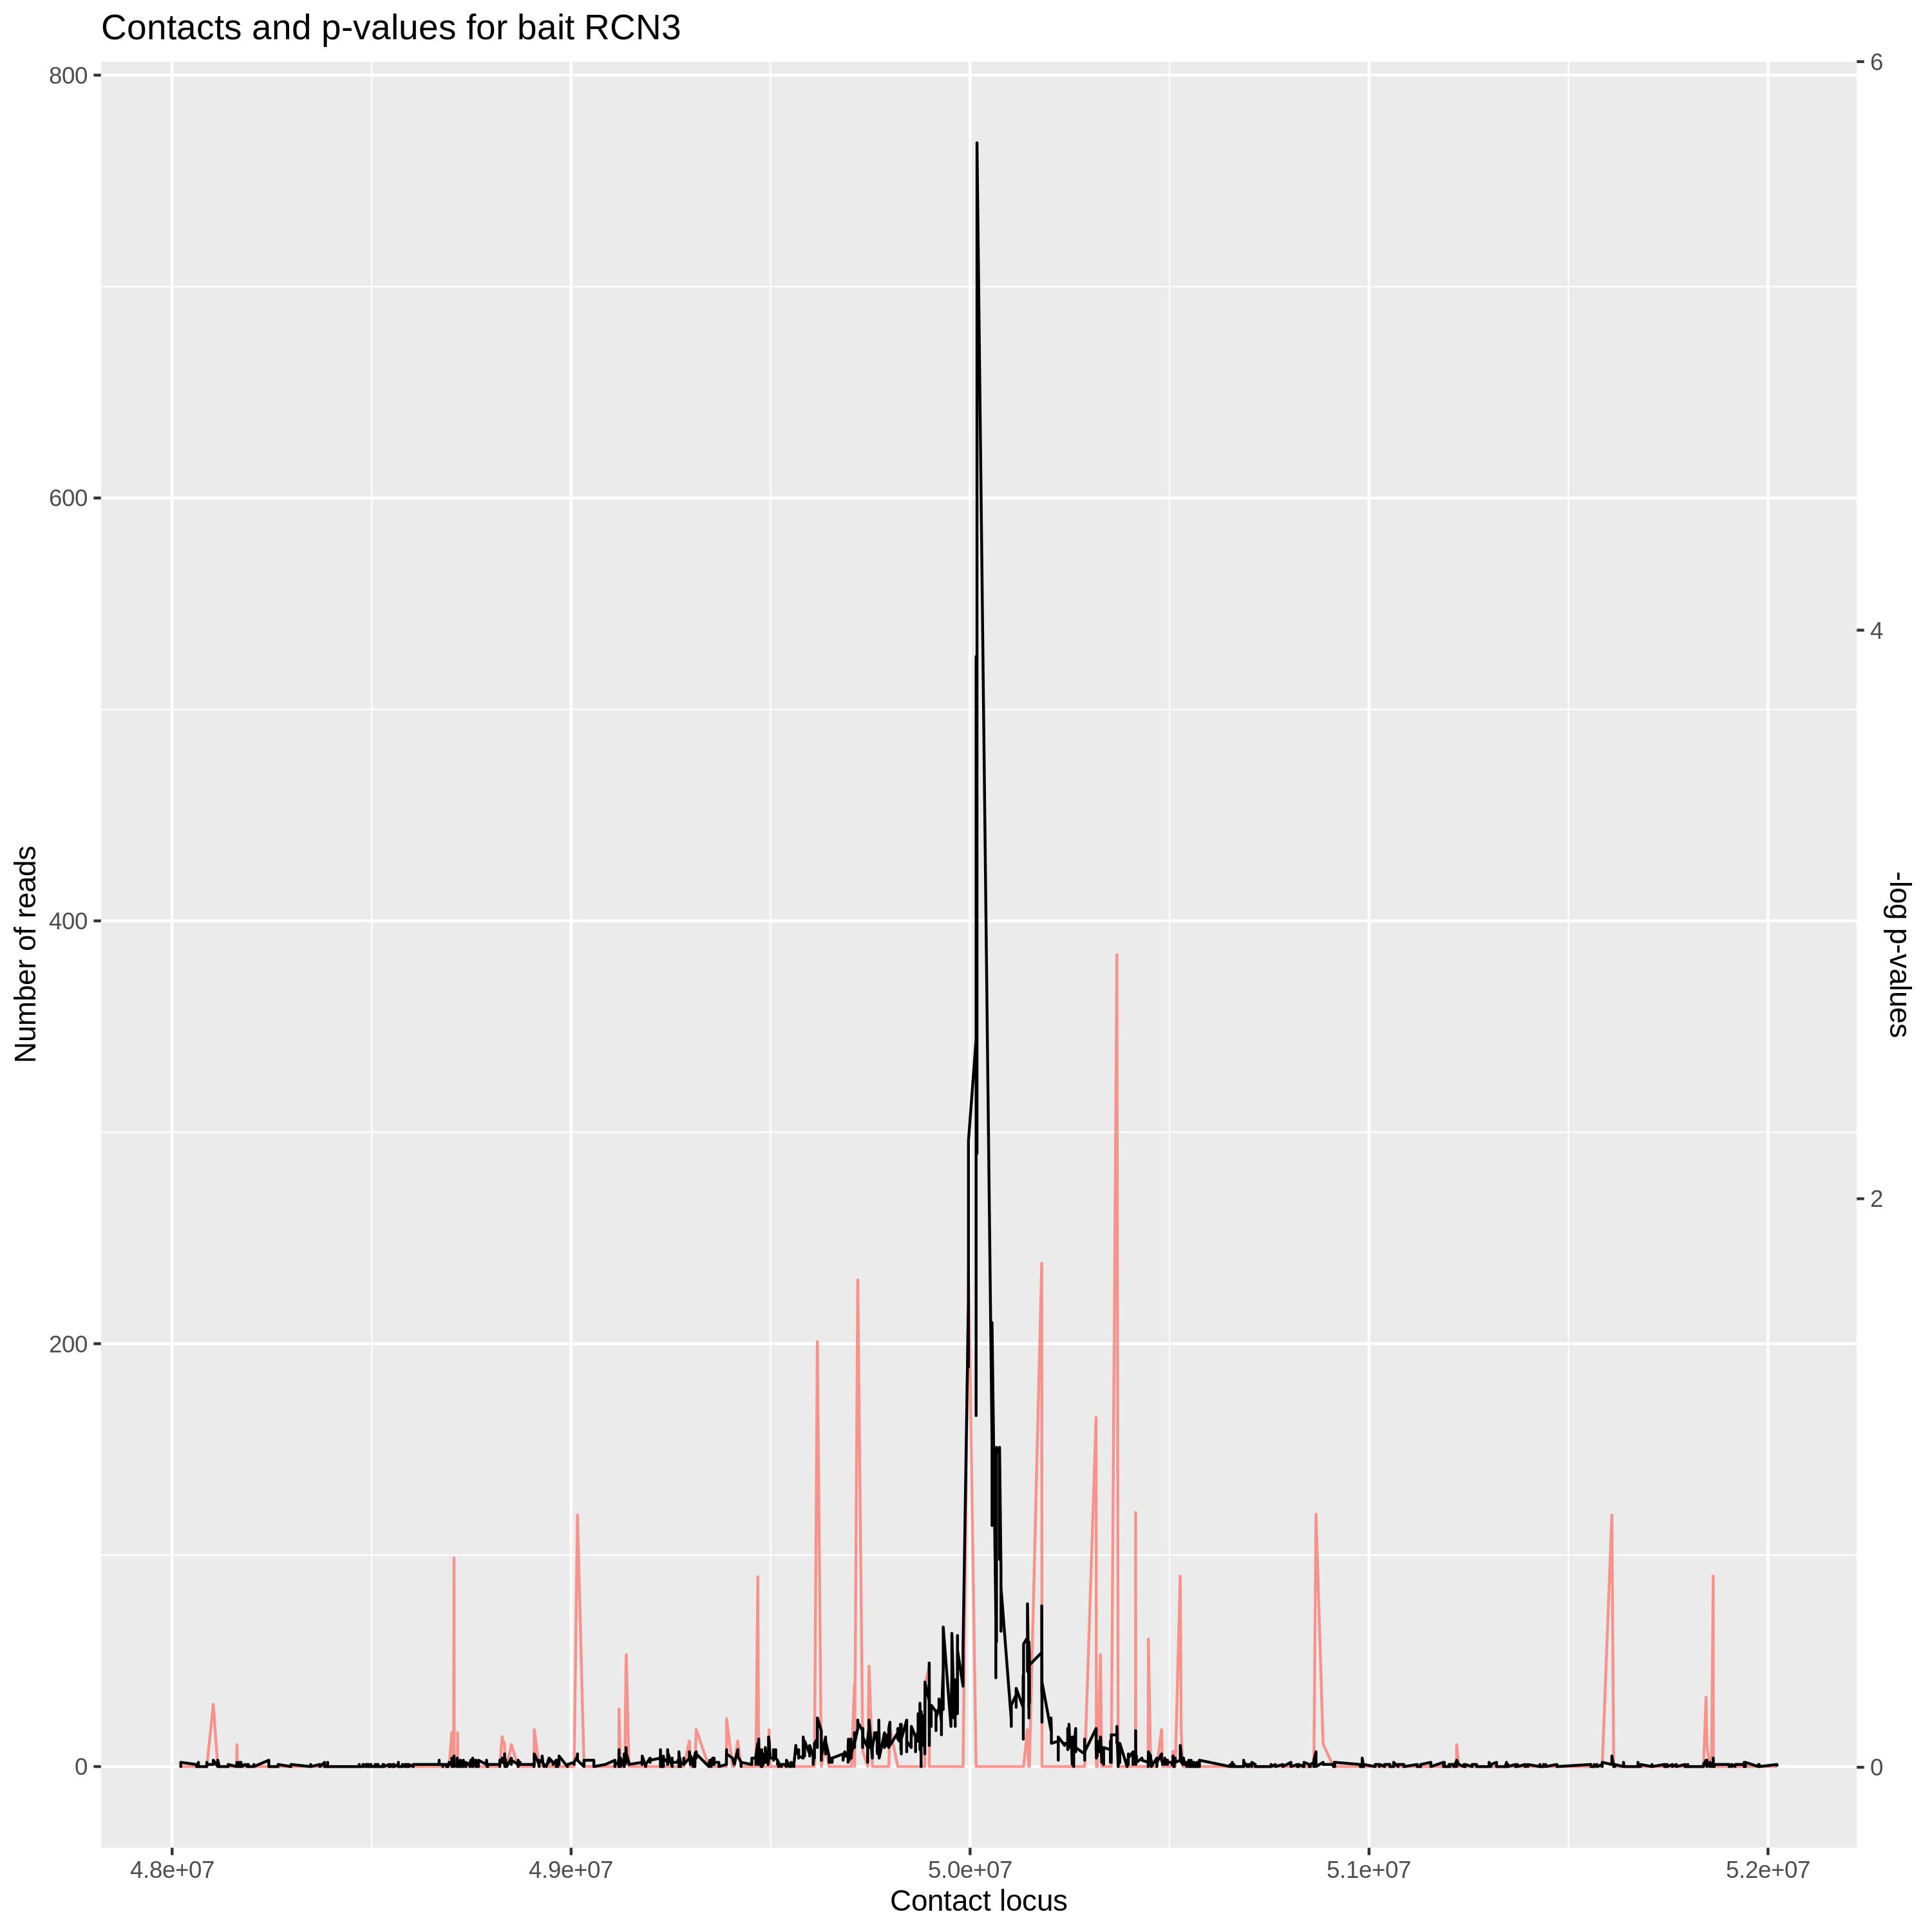 Contacts and p-values for bait RCN3
800
600
400
200
0
6
4
2
0
Number of reads
-log p-values
4.8e+07
4.9e+07
5.0e+07
5.1e+07
5.2e+07
Contact locus